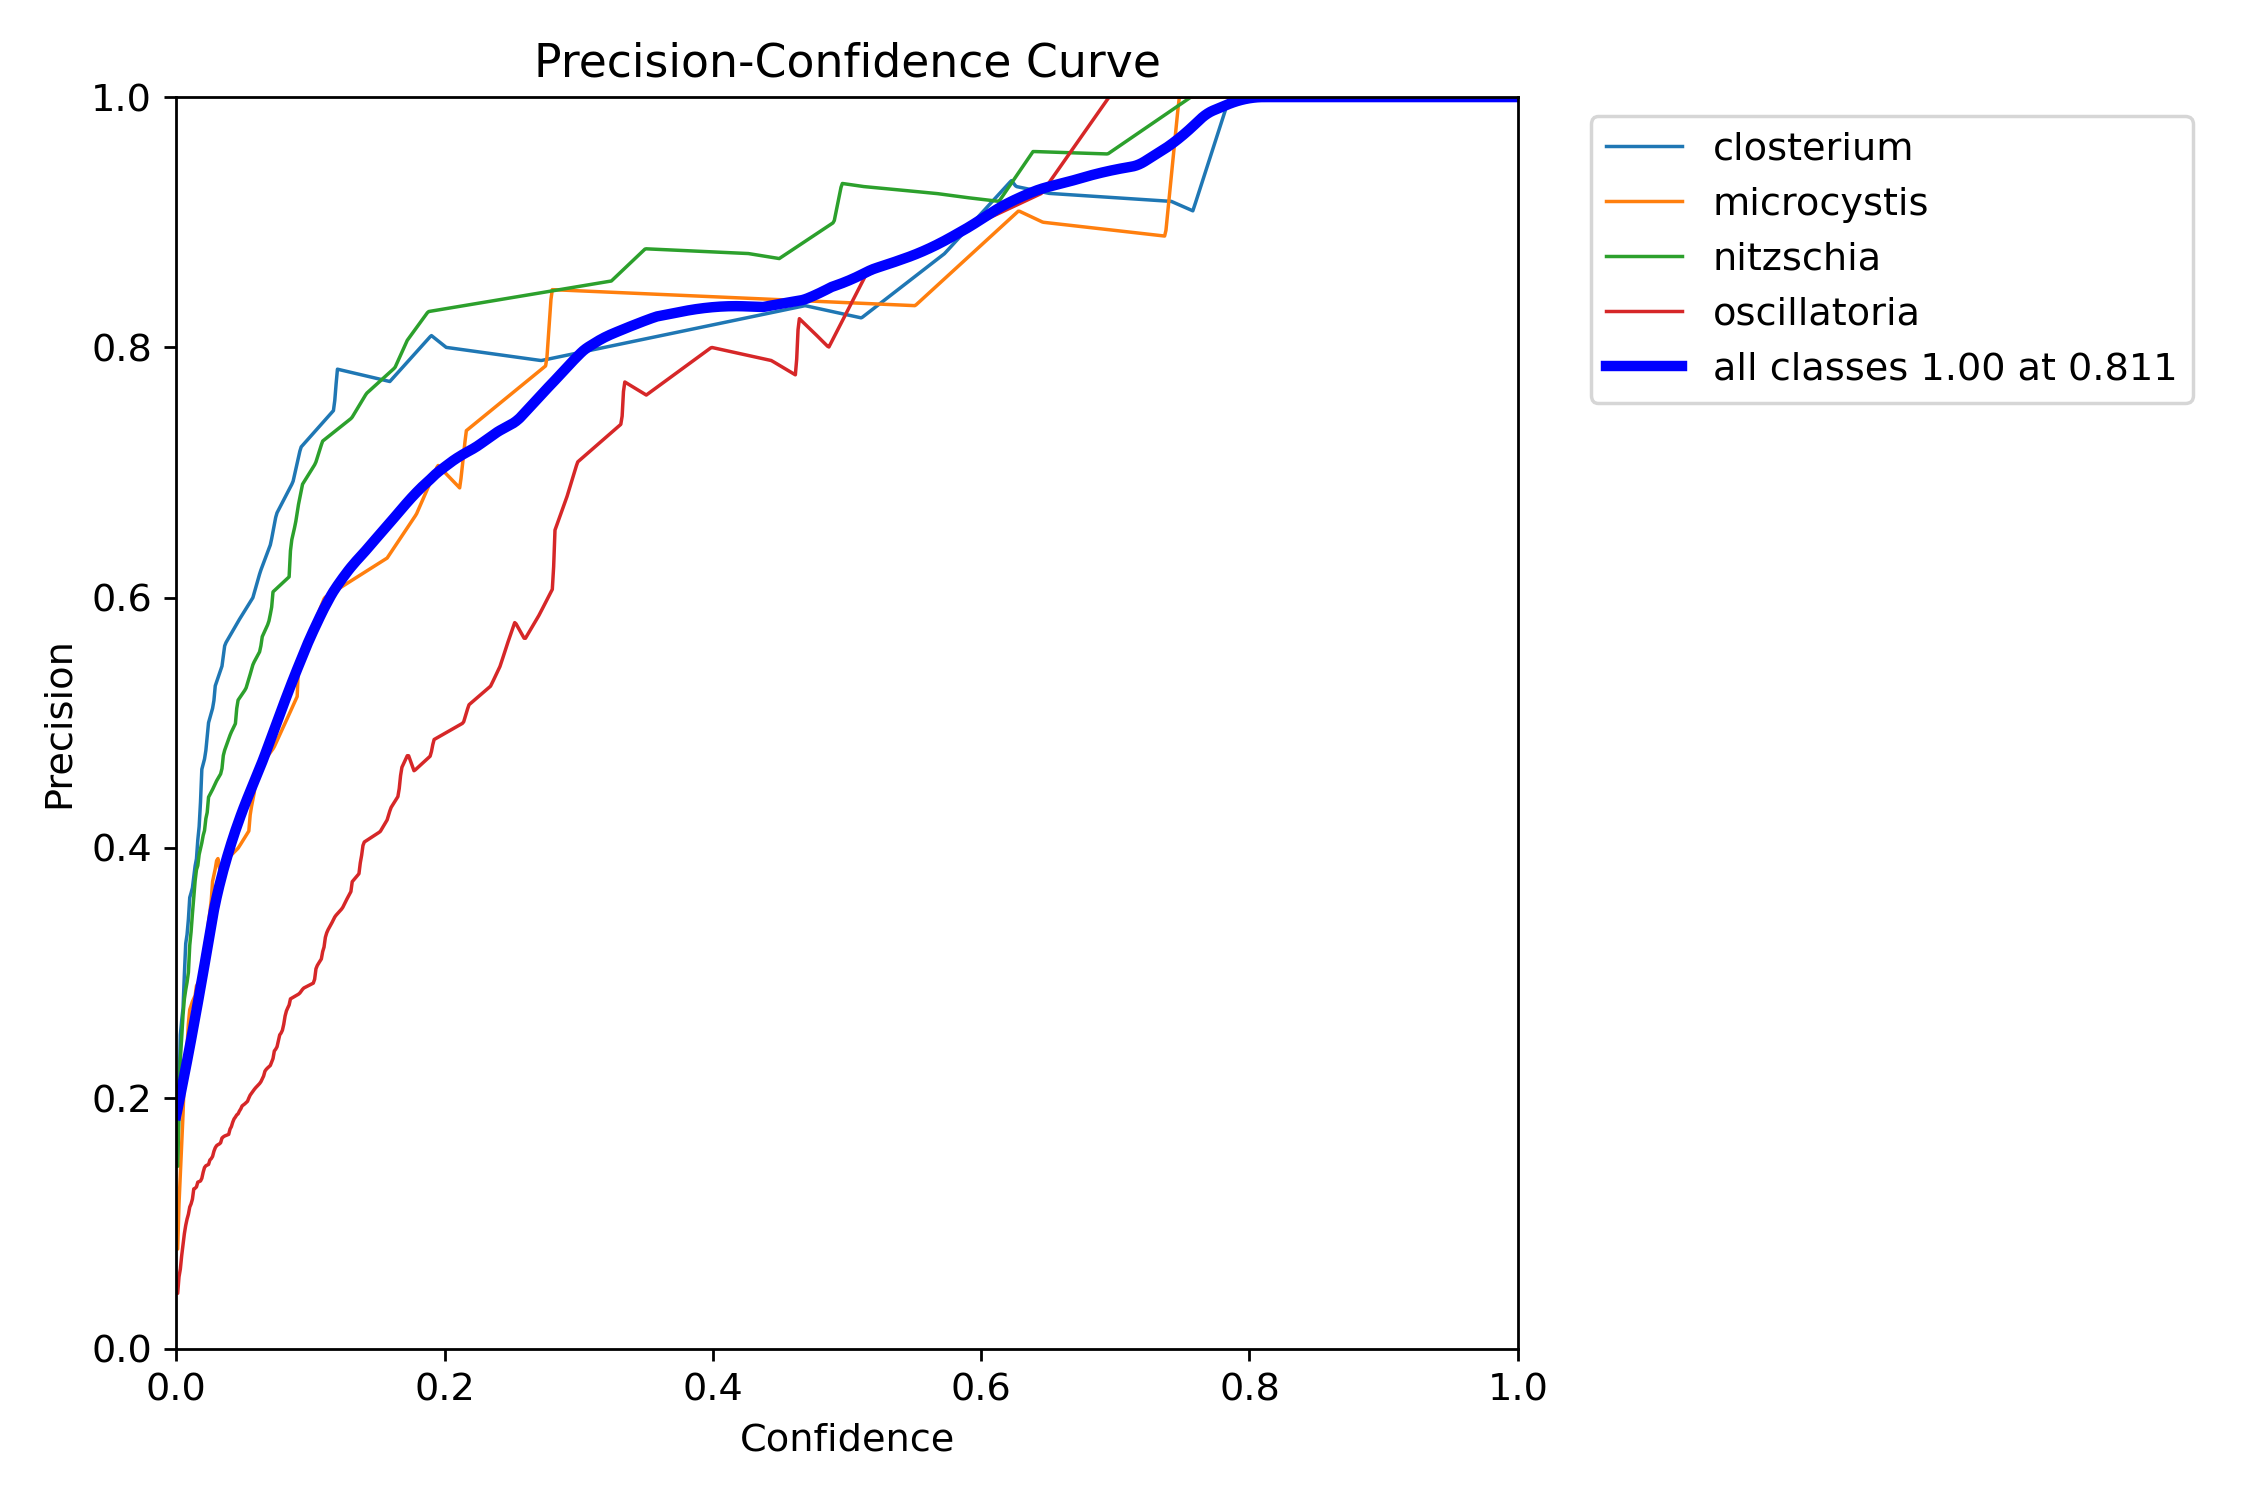 Precision-Confidence Curve
1.0
0.8
0.6
0.4
0.2
0.0
Precision
0.0 0.2 0.4 0.6 0.8 1.0
Confidence
closterium
microcystis
nitzschia
oscillatoria
all classes 1.00 at 0.811